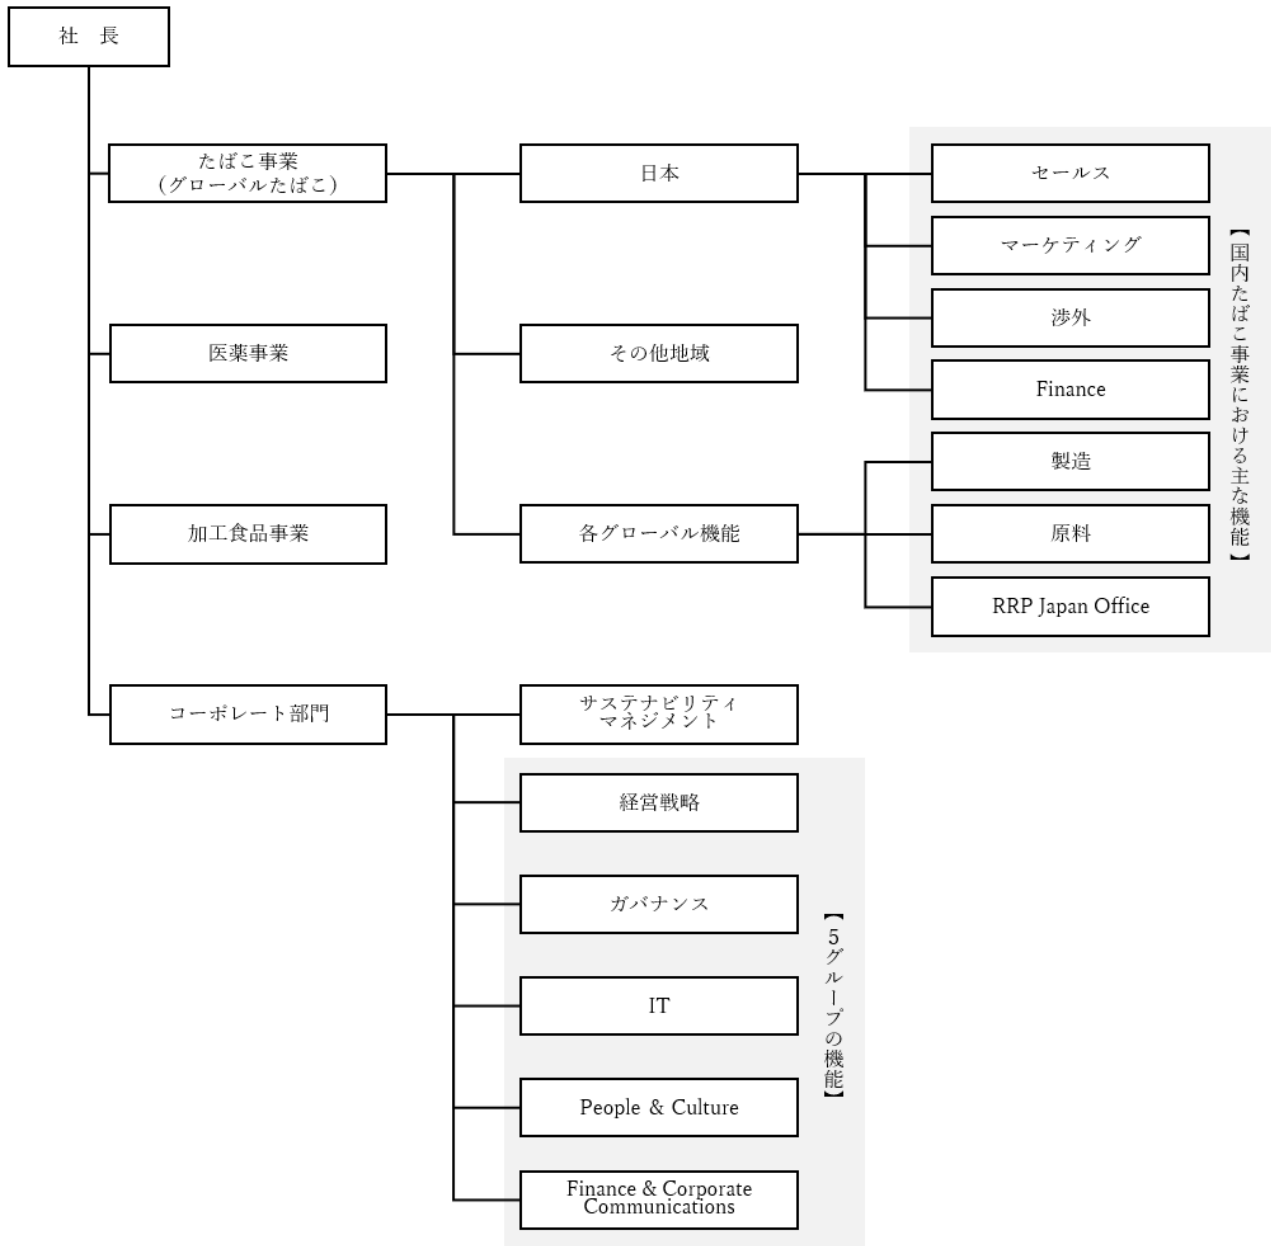 社　長
たばこ事業
(グローバルたばこ)
日本
セールス
マーケティング
渉外
Finance
医薬事業
その他地域
加工食品事業
各グローバル機能
製造
原料
RRP Japan Office
【国内たばこ事業における主な機能】
コーポレート部門
サステナビリティ
マネジメント
経営戦略
ガバナンス
IT
People & Culture
Finance & Corporate
Communications
【5グループの機能】